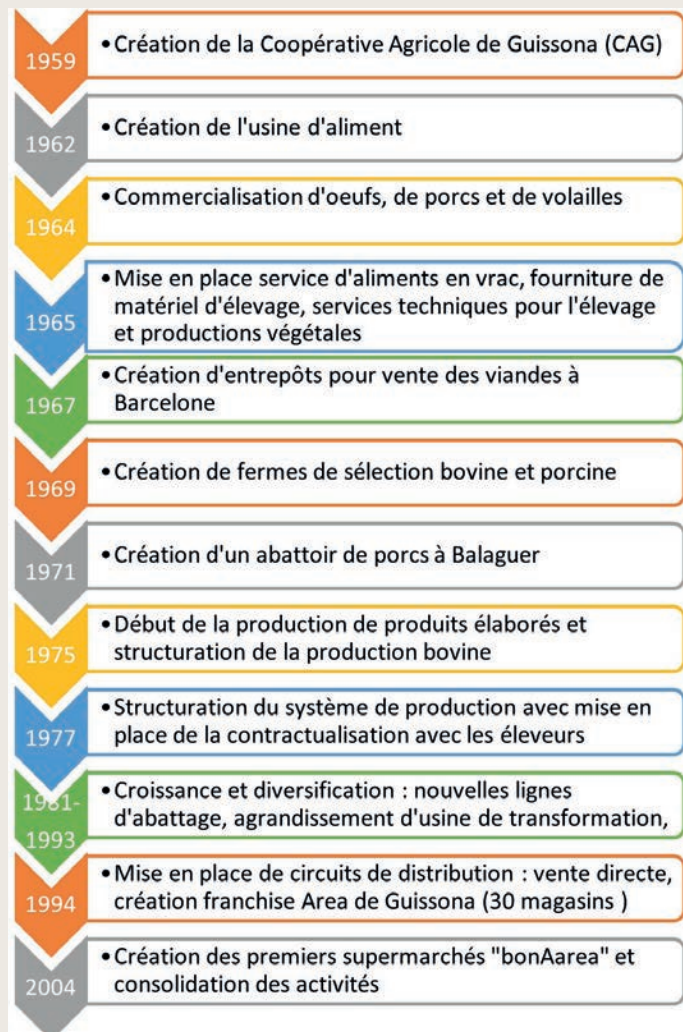 1959
• Création de la Coopérative Agricole de Guissona (CAG)
1962
• Création de l'usine d'aliment
1964
• Commercialisation d'oeufs, de porcs et de volailles
1965
• Mise en place service d'aliments en vrac, fourniture de
matériel d'élevage, services techniques pour l'élevage
et productions végétales
1967
• Création d'entrepôts pour vente des viandes à
Barcelone
1969
• Création de fermes de sélection bovine et porcine
1971
• Création d'un abattoir de porcs à Balaguer
1975
• Début de la production de produits élaborés et
structuration de la production bovine
1977
• Structuration du système de production avec mise en
place de la contractualisation avec les éleveurs
1981-
1993
• Croissance et diversification : nouvelles lignes
d'abattage, agrandissement d'usine de transformation,
1994
• Mise en place de circuits de distribution : vente directe,
création franchise Area de Guissona (30 magasins )
2004
• Création des premiers supermarchés "bonAarea" et
consolidation des activités